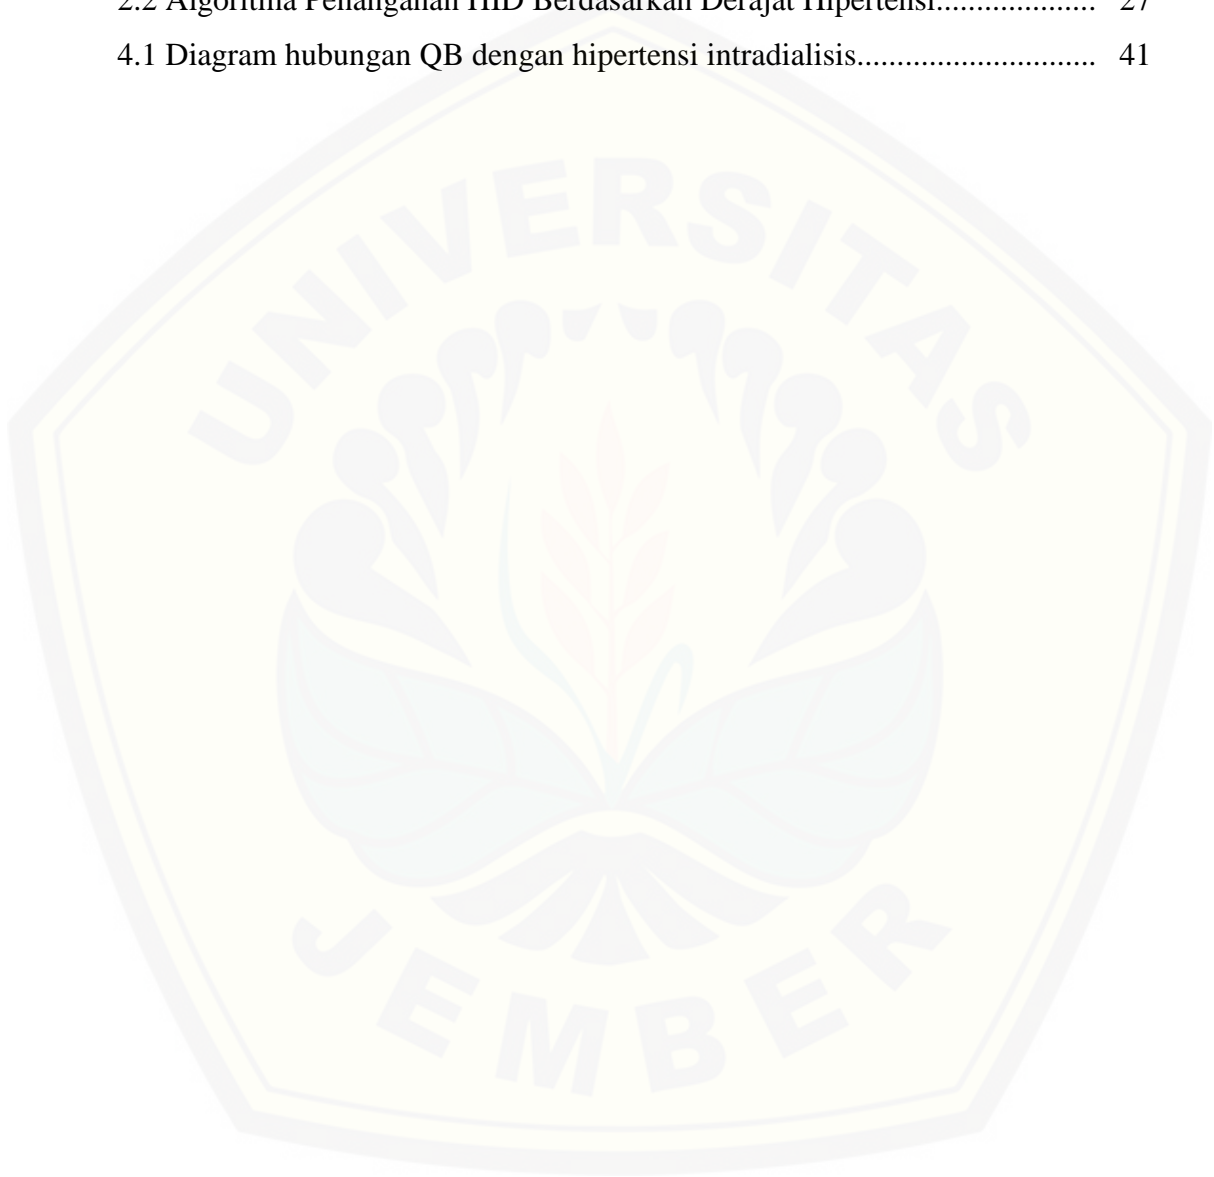 2.2 Algoritma Penanganan HID Berdasarkan Derajat Hipertensi.................... 27
4.1 Diagram hubungan QB dengan hipertensi intradialisis.............................. 41
UNIVERSITAS
JEMBER